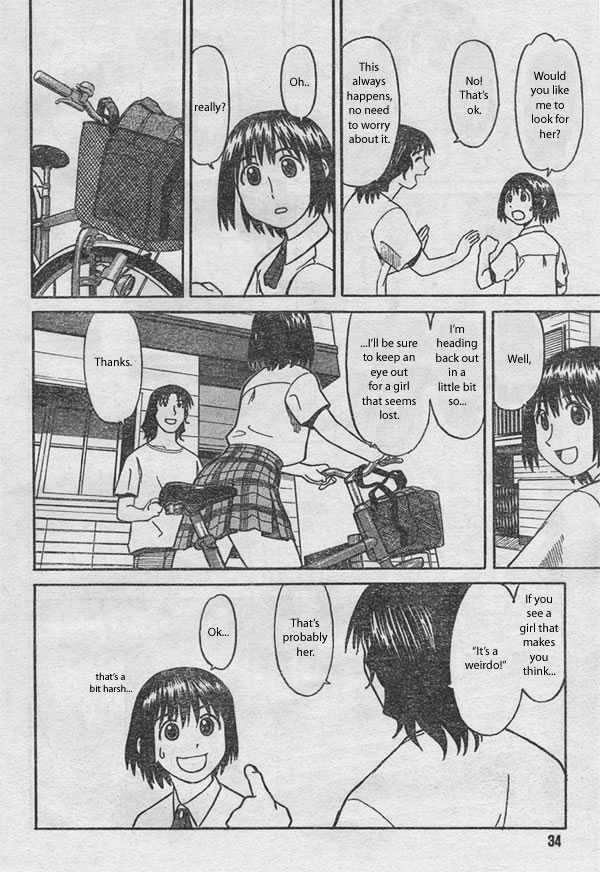 Would
you like
me to
look for
her?
No!
That's
ok.
This
always
happens,
no need
to worry
about it.
Oh..
really?
Well,
I'm
heading
back out
in a
little bit
so...
...I'll be sure
to keep an
eye out
for a girl
that seems
lost.
Thanks.
If you
see a
girl that
makes
you
think...
"It's a
weirdo!"
That's
probably
her.
Ok...
that's a
bit harsh...
34